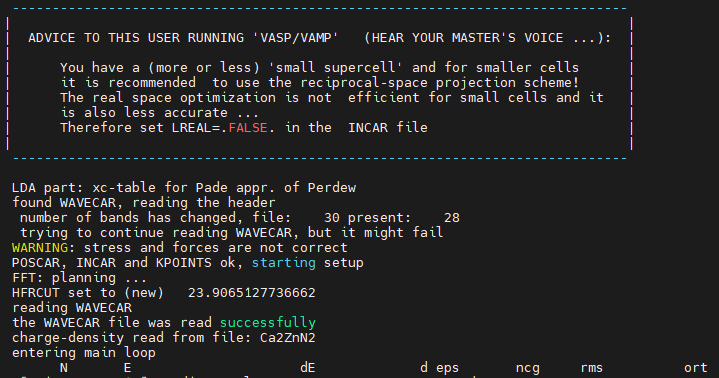 ADVICE TO THIS USER RUNNING 'VASP/VAMP' (HEAR YOUR MASTER'S VOICE ...):
You have a (more or less) 'small supercell' and for smaller cells
it is recommended to use the reciprocal-space projection scheme!
The real space optimization is not efficient for small cells and it
is also less accurate ...
Therefore set LREAL=.FALSE. in the INCAR file
LDA part: xc-table for Pade appr. of Perdew
found WAVECAR, reading the header
number of bands has changed, file: 30 present: 28
trying to continue reading WAVECAR, but it might fail
WARNING: stress and forces are not correct
POSCAR, INCAR and KPOINTS ok, starting setup
FFT: planning ...
HFRCUT set to (new) 23.9065127736662
reading WAVECAR
the WAVECAR file was read successfully
charge-density read from file: Ca2ZnN2
entering main loop
N E dE d eps ncg rms ort